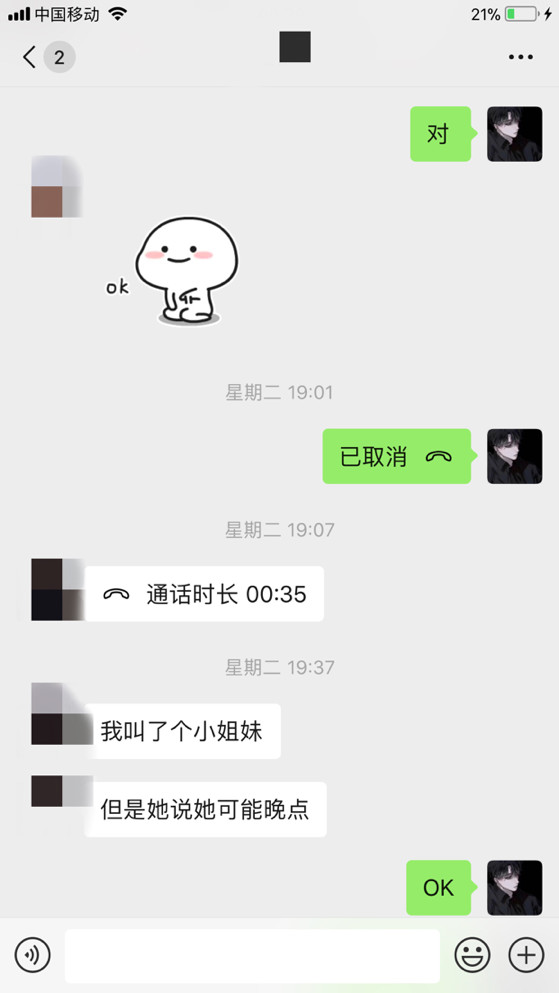 中国移动
21%
2
对
ok
星期二 19:01
已取消
星期二 19:07
通话时长 00:35
星期二 19:37
我叫了个小姐妹
但是她说她可能晚点
OK